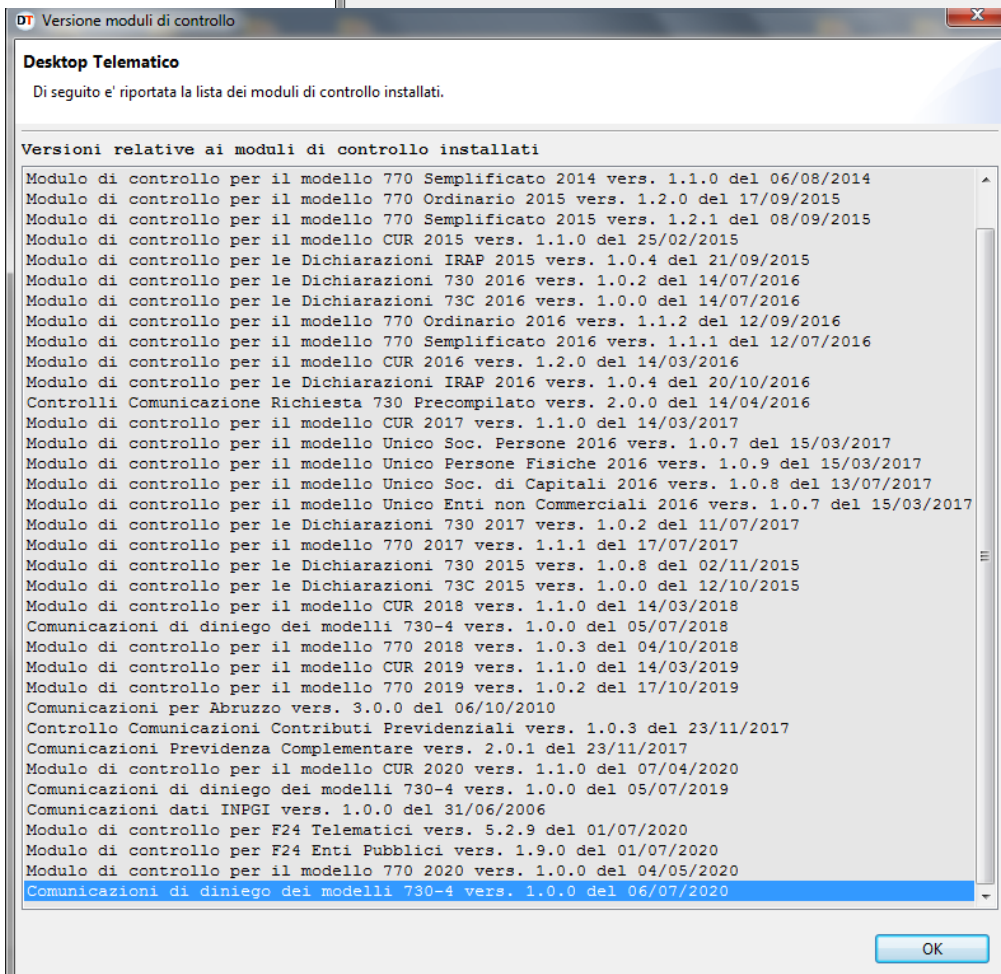 DT Versione moduli di controllo
x
Desktop Telematico
Di seguito e' riportata la lista dei moduli di controllo installati.
Versioni relative ai moduli di controllo installati
Modulo di controllo per il modello 770 Semplificato 2014 vers. 1.1.0 del 06/08/2014
Modulo di controllo per il modello 770 Ordinario 2015 vers. 1.2.0 del 17/09/2015
Modulo di controllo per il modello 770 Semplificato 2015 vers. 1.2.1 del 08/09/2015
Modulo di controllo per il modello CUR 2015 vers. 1.1.0 del 25/02/2015
Modulo di controllo per le Dichiarazioni IRAP 2015 vers. 1.0.4 del 21/09/2015
Modulo di controllo per le Dichiarazioni 730 2016 vers. 1.0.2 del 14/07/2016
Modulo di controllo per le Dichiarazioni 73C 2016 vers. 1.0.0 del 14/07/2016
Modulo di controllo per il modello 770 Ordinario 2016 vers. 1.1.2 del 12/09/2016
Modulo di controllo per il modello 770 Semplificato 2016 vers. 1.1.1 del 12/07/2016
Modulo di controllo per il modello CUR 2016 vers. 1.2.0 del 14/03/2016
Modulo di controllo per le Dichiarazioni IRAP 2016 vers. 1.0.4 del 20/10/2016
Controlli Comunicazione Richiesta 730 Precompilato vers. 2.0.0 del 14/04/2016
Modulo di controllo per il modello CUR 2017 vers. 1.1.0 del 14/03/2017
Modulo di controllo per il modello Unico Soc. Persone 2016 vers. 1.0.7 del 15/03/2017
Modulo di controllo per il modello Unico Persone Fisiche 2016 vers. 1.0.9 del 15/03/2017
Modulo di controllo per il modello Unico Soc. di Capitali 2016 vers. 1.0.8 del 13/07/2017
Modulo di controllo per il modello Unico Enti non Commerciali 2016 vers. 1.0.7 del 15/03/2017
Modulo di controllo per le Dichiarazioni 730 2017 vers. 1.0.2 del 11/07/2017
Modulo di controllo per il modello 770 2017 vers. 1.1.1 del 17/07/2017
Modulo di controllo per le Dichiarazioni 730 2015 vers. 1.0.8 del 02/11/2015
Modulo di controllo per le Dichiarazioni 73C 2015 vers. 1.0.0 del 12/10/2015
Modulo di controllo per il modello CUR 2018 vers. 1.1.0 del 14/03/2018
Comunicazioni di diniego dei modelli 730-4 vers. 1.0.0 del 05/07/2018
Modulo di controllo per il modello 770 2018 vers. 1.0.3 del 04/10/2018
Modulo di controllo per il modello CUR 2019 vers. 1.1.0 del 14/03/2019
Modulo di controllo per il modello 770 2019 vers. 1.0.2 del 17/10/2019
Comunicazioni per Abruzzo vers. 3.0.0 del 06/10/2010
Controllo Comunicazioni Contributi Previdenziali vers. 1.0.3 del 23/11/2017
Comunicazioni Previdenza Complementare vers. 2.0.1 del 23/11/2017
Modulo di controllo per il modello CUR 2020 vers. 1.1.0 del 07/04/2020
Comunicazioni di diniego dei modelli 730-4 vers. 1.0.0 del 05/07/2019
Comunicazioni dati INPGI vers. 1.0.0 del 31/06/2006
Modulo di controllo per F24 Telematici vers. 5.2.9 del 01/07/2020
Modulo di controllo per F24 Enti Pubblici vers. 1.9.0 del 01/07/2020
Modulo di controllo per il modello 770 2020 vers. 1.0.0 del 04/05/2020
Comunicazioni di diniego dei modelli 730-4 vers. 1.0.0 del 06/07/2020
OK